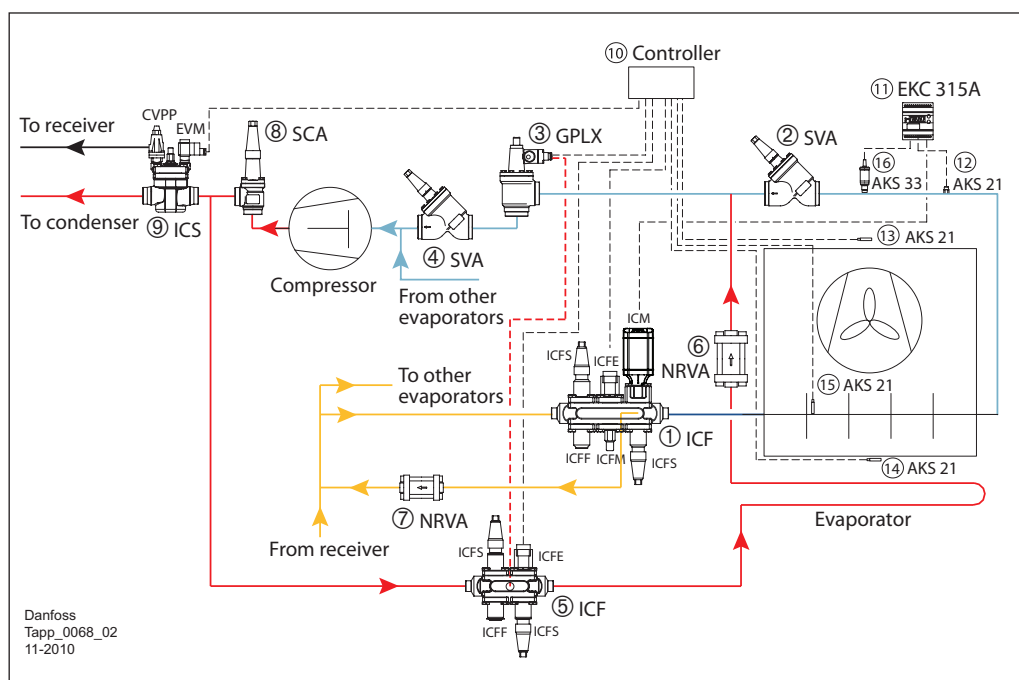 ⑩ Controller
⑪ EKC 315A
CVPP
EVM
To receiver
⑧ SCA
③ GPLX
② SVA
⑯
AKS 33
⑫
AKS 21
To condenser
⑨ ICS
④ SVA
⑬ AKS 21
Compressor
From other
evaporators
ICM
ICFS
ICFE
⑥
NRVA
To other
evaporators
⑮ AKS 21
① ICF
ICFF
ICFM
ICFS
⑭ AKS 21
⑦ NRVA
Evaporator
From receiver
ICFS
ICFE
⑤ ICF
ICFF
ICFS
Danfoss
Tapp_0068_02
11-2010